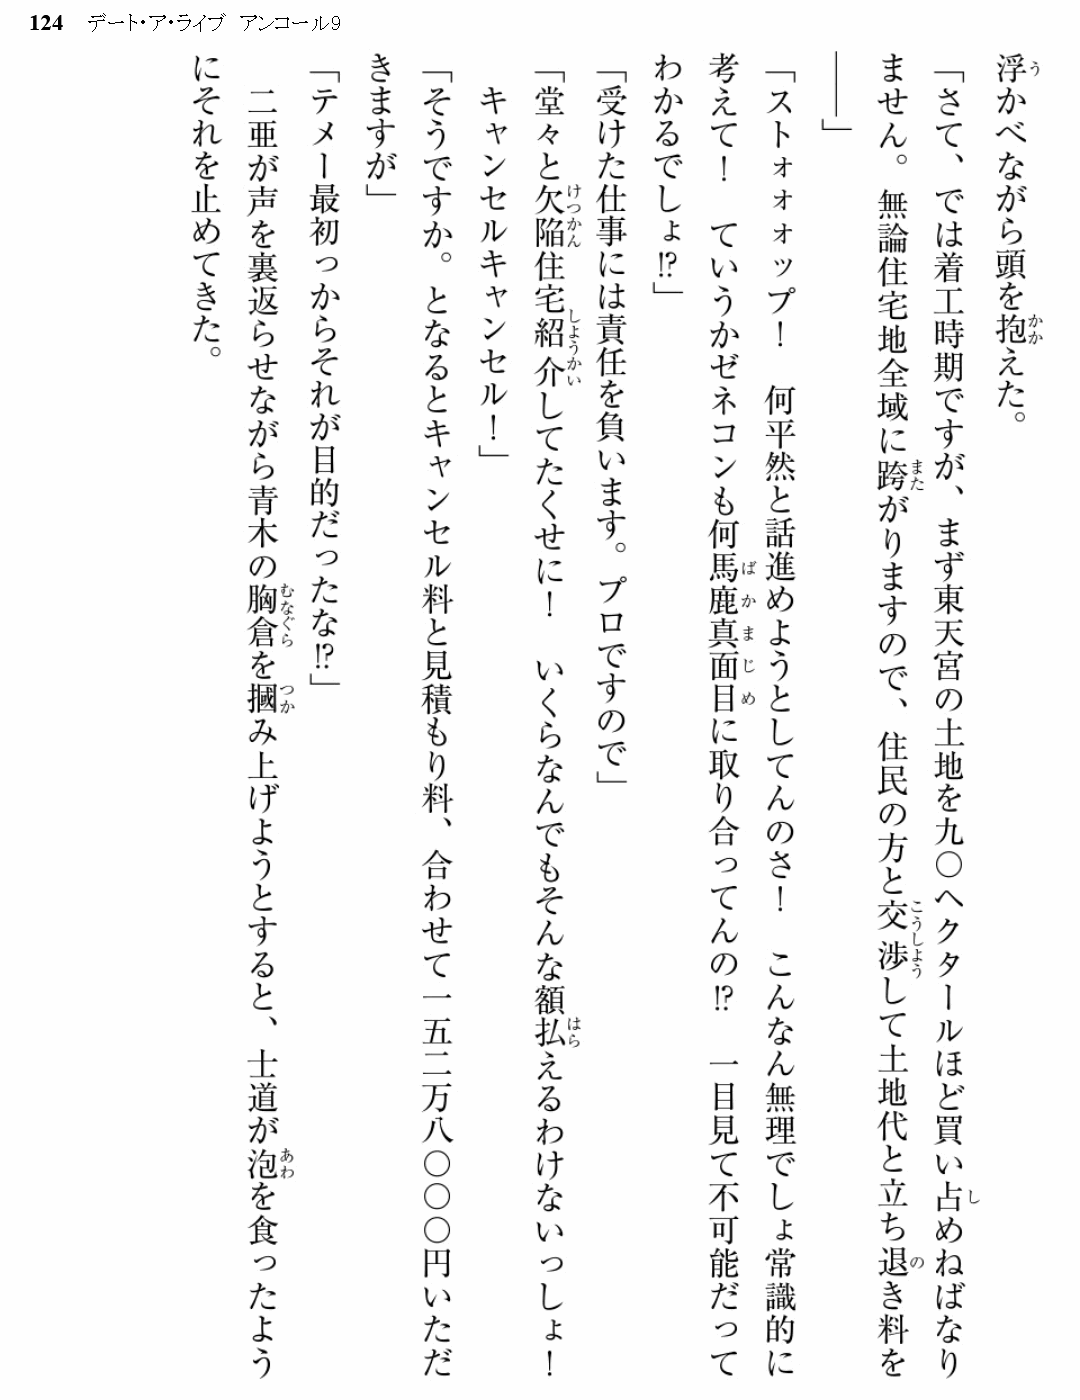 124 デート・ア・ライブ アンコール9
浮かべながら頭を抱えた。
「さて、では着工時期ですが、まず東天宮の土地を九〇ヘクタールほど買い占めねばなり
ません。無論住宅地全域に跨がりますので、住民の方と交渉して土地代と立ち退き料を
――」
「ストォォォップ！　何平然と話進めようとしてんのさ！　こんなん無理でしょ常識的に
考えて！　ていうかゼネコンも何馬鹿真面目に取り合ってんの!?　一目見て不可能だって
わかるでしょ!?」
「受けた仕事には責任を負います。プロですので」
「堂々と欠陥住宅紹介してたくせに！　いくらなんでもそんな額払えるわけないっしょ！
キャンセルキャンセル！」
「そうですか。となるとキャンセル料と見積もり料、合わせて一五二万八〇〇〇円いただ
きますが」
「テメー最初っからそれが目的だったな!?」
　二亜が声を裏返らせながら青木の胸倉を摑み上げようとすると、士道が泡を食ったよう
にそれを止めてきた。